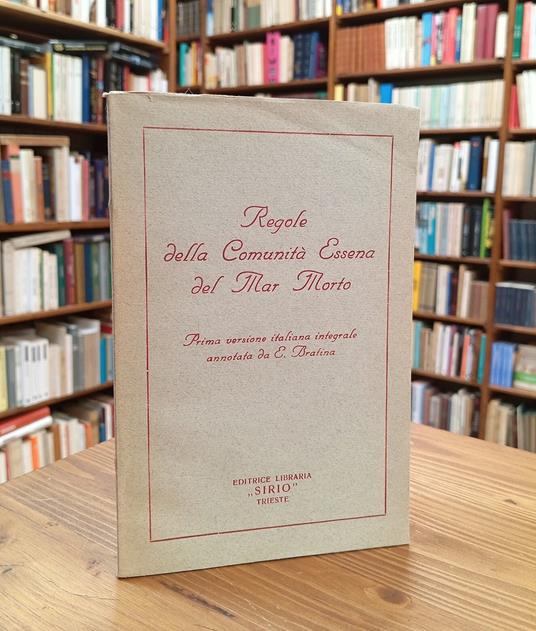 Regole
della Comunità Essena
del Mar Morto
Prima versione italiana integrale
annotata da E. Bratina
EDITRICE LIBRARIA
„SIRIO”
TRIESTE